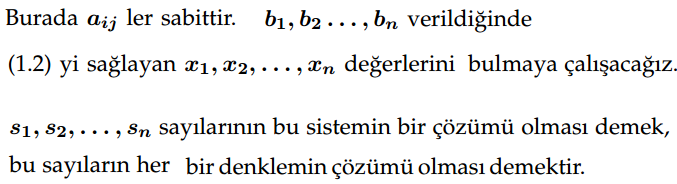 Burada a_{ij} ler sabittir. b_1, b_2 . . . , b_n verildiğinde
(1.2) yi sağlayan x_1, x_2, . . . , x_n değerlerini bulmaya çalışacağız.
s_1, s_2, . . . , s_n sayılarının bu sistemin bir çözümü olması demek,
bu sayıların her bir denklemin çözümü olması demektir.